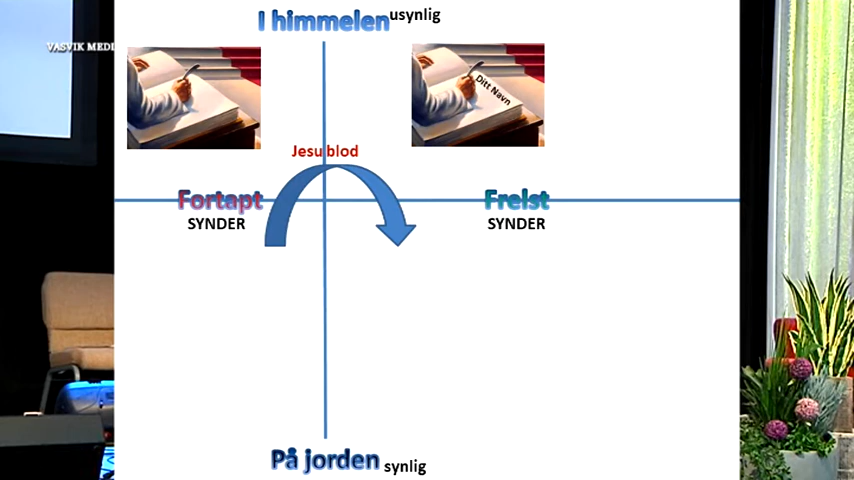 I himmelen usynlig
VASVIK MEDI
Ditt Navn
Jesu blod
Fortapt
Frelst
SYNDER
SYNDER
På jorden synlig